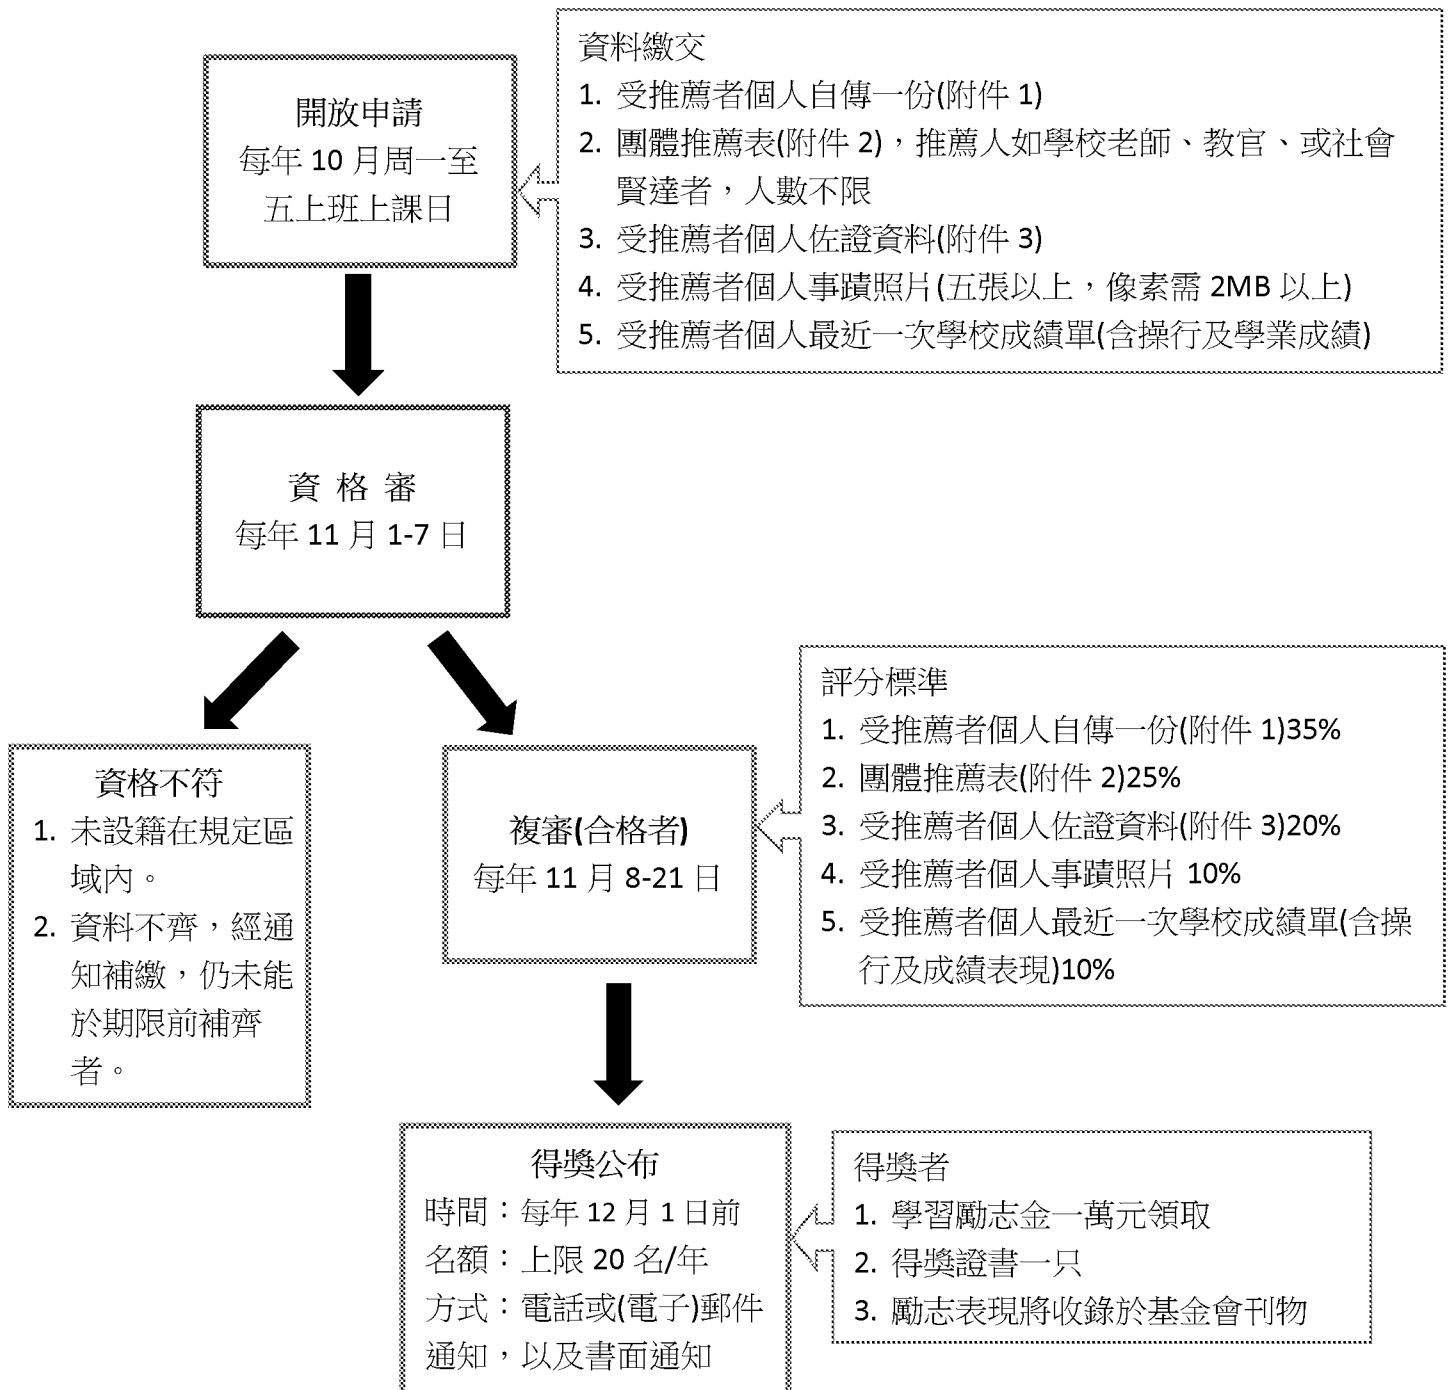 開放申請
每年 10 月周一至
五上班上課日
資料繳交
1. 受推薦者個人自傳一份(附件 1)
2. 團體推薦表(附件 2)，推薦人如學校老師、教官、或社會
賢達者，人數不限
3. 受推薦者個人佐證資料(附件 3)
4. 受推薦者個人事蹟照片(五張以上，像素需 2MB 以上)
5. 受推薦者個人最近一次學校成績單(含操行及學業成績)
資 格 審
每年 11 月 1-7 日
資格不符
1. 未設籍在規定區
域內。
2. 資料不齊，經通
知補繳，仍未能
於期限前補齊
者。
複審(合格者)
每年 11 月 8-21 日
評分標準
1. 受推薦者個人自傳一份(附件 1)35%
2. 團體推薦表(附件 2)25%
3. 受推薦者個人佐證資料(附件 3)20%
4. 受推薦者個人事蹟照片 10%
5. 受推薦者個人最近一次學校成績單(含操
行及成績表現)10%
得獎公布
時間：每年 12 月 1 日前
名額：上限 20 名/年
方式：電話或(電子)郵件
通知，以及書面通知
得獎者
1. 學習勵志金一萬元領取
2. 得獎證書一只
3. 勵志表現將收錄於基金會刊物